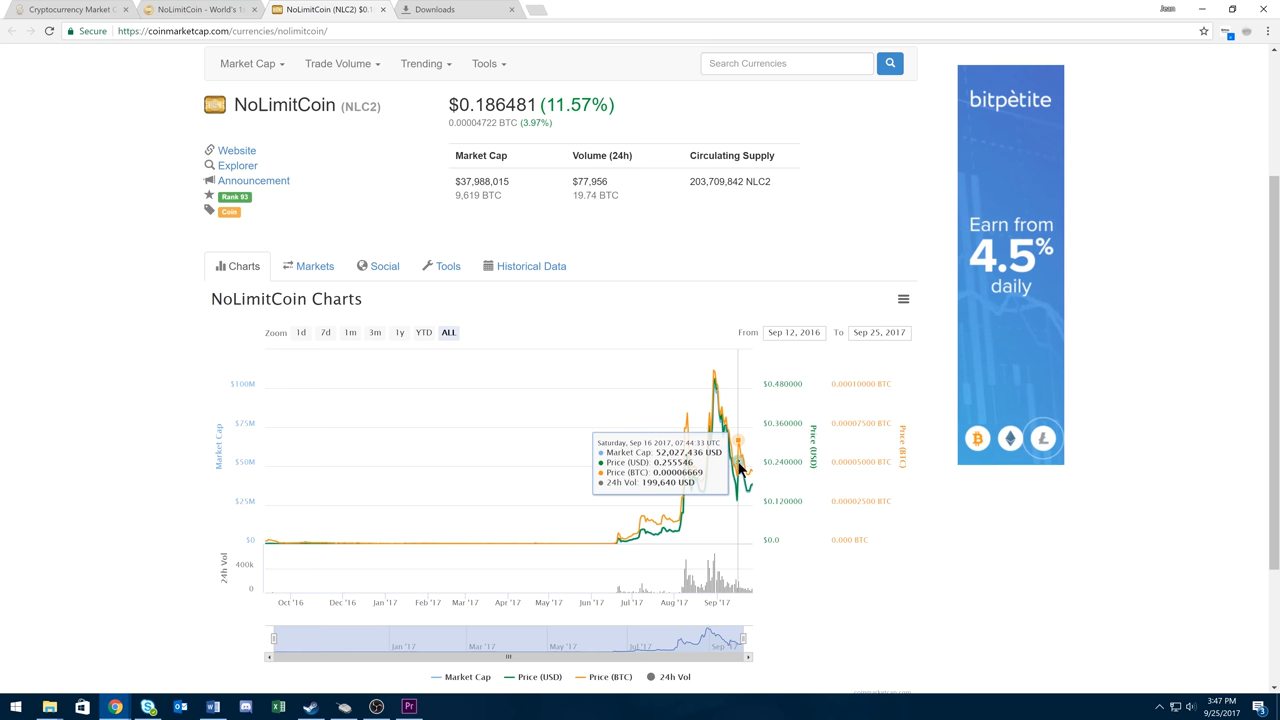 Cryptocurrency Market C
NoLimitCoin - World's 1s
NoLimitCoin (NLC2) $0.1
Downloads
Jean
Secure
https://coinmarketcap.com/currencies/nolimitcoin/
Market Cap
Trade Volume
Trending
Tools
Search Currencies
NoLimitCoin (NLC2)
$0.186481 (11.57%)
0.00004722 BTC (3.97%)
Website
Explorer
Announcement
Rank 93
Coin
Market Cap Volume (24h) Circulating Supply
$37,988,015 $77,956 203,709,842 NLC2
9,619 BTC 19.74 BTC
bitpètite
Earn from
4.5%
daily
Charts Markets Social Tools Historical Data
NoLimitCoin Charts
Zoom 1d 7d 1m 3m 1y YTD ALL
From Sep 12, 2016 To Sep 25, 2017
$100M $0.480000 0.00010000 BTC
$25M $0.360000 0.00007500 BTC
$50M $0.240000 0.00005000 BTC
$25M $0.120000 0.00002500 BTC
$0 $0.0 0.000 BTC
Market Cap
Price (USD)
Price (BTC)
Saturday, Sep 16 2017, 07:44:33 UTC
Market Cap: 52,027,436 USD
Price (USD): 0.255546
Price (BTC): 0.00006669
24h Vol: 199,640 USD
24h Vol
400k
0
Oct '16 Dec '16 Jan '17 Feb '17 Mar '17 Apr '17 May '17 Jun '17 Jul '17 Aug '17 Sep '17
Jan '17 Mar '17 May '17 Jul '17 Sep '17
Market Cap Price (USD) Price (BTC) 24h Vol
coinmarketcap.com
3:47 PM
9/25/2017